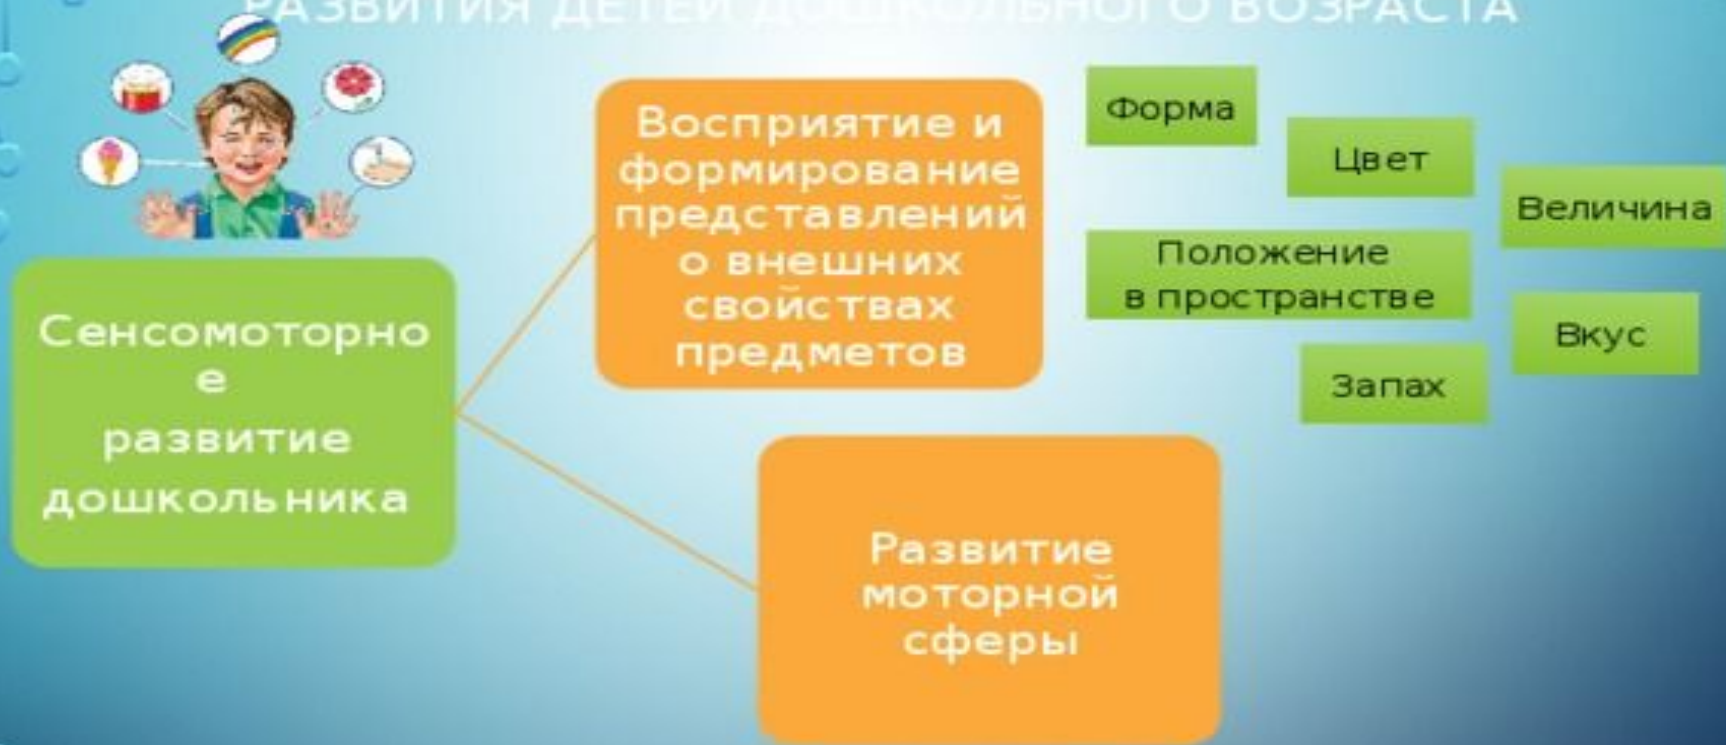 РАЗВИТИЯ ДЕТЕЙ ДОШКОЛЬНОГО ВОЗРАСТА
Сенсомоторно
е
развитие
дошкольника
Восприятие и
формирование
представлений
о внешних
свойствах
предметов
Форма
Цвет
Величина
Положение
в пространстве
Вкус
Запах
Развитие
моторной
сферы